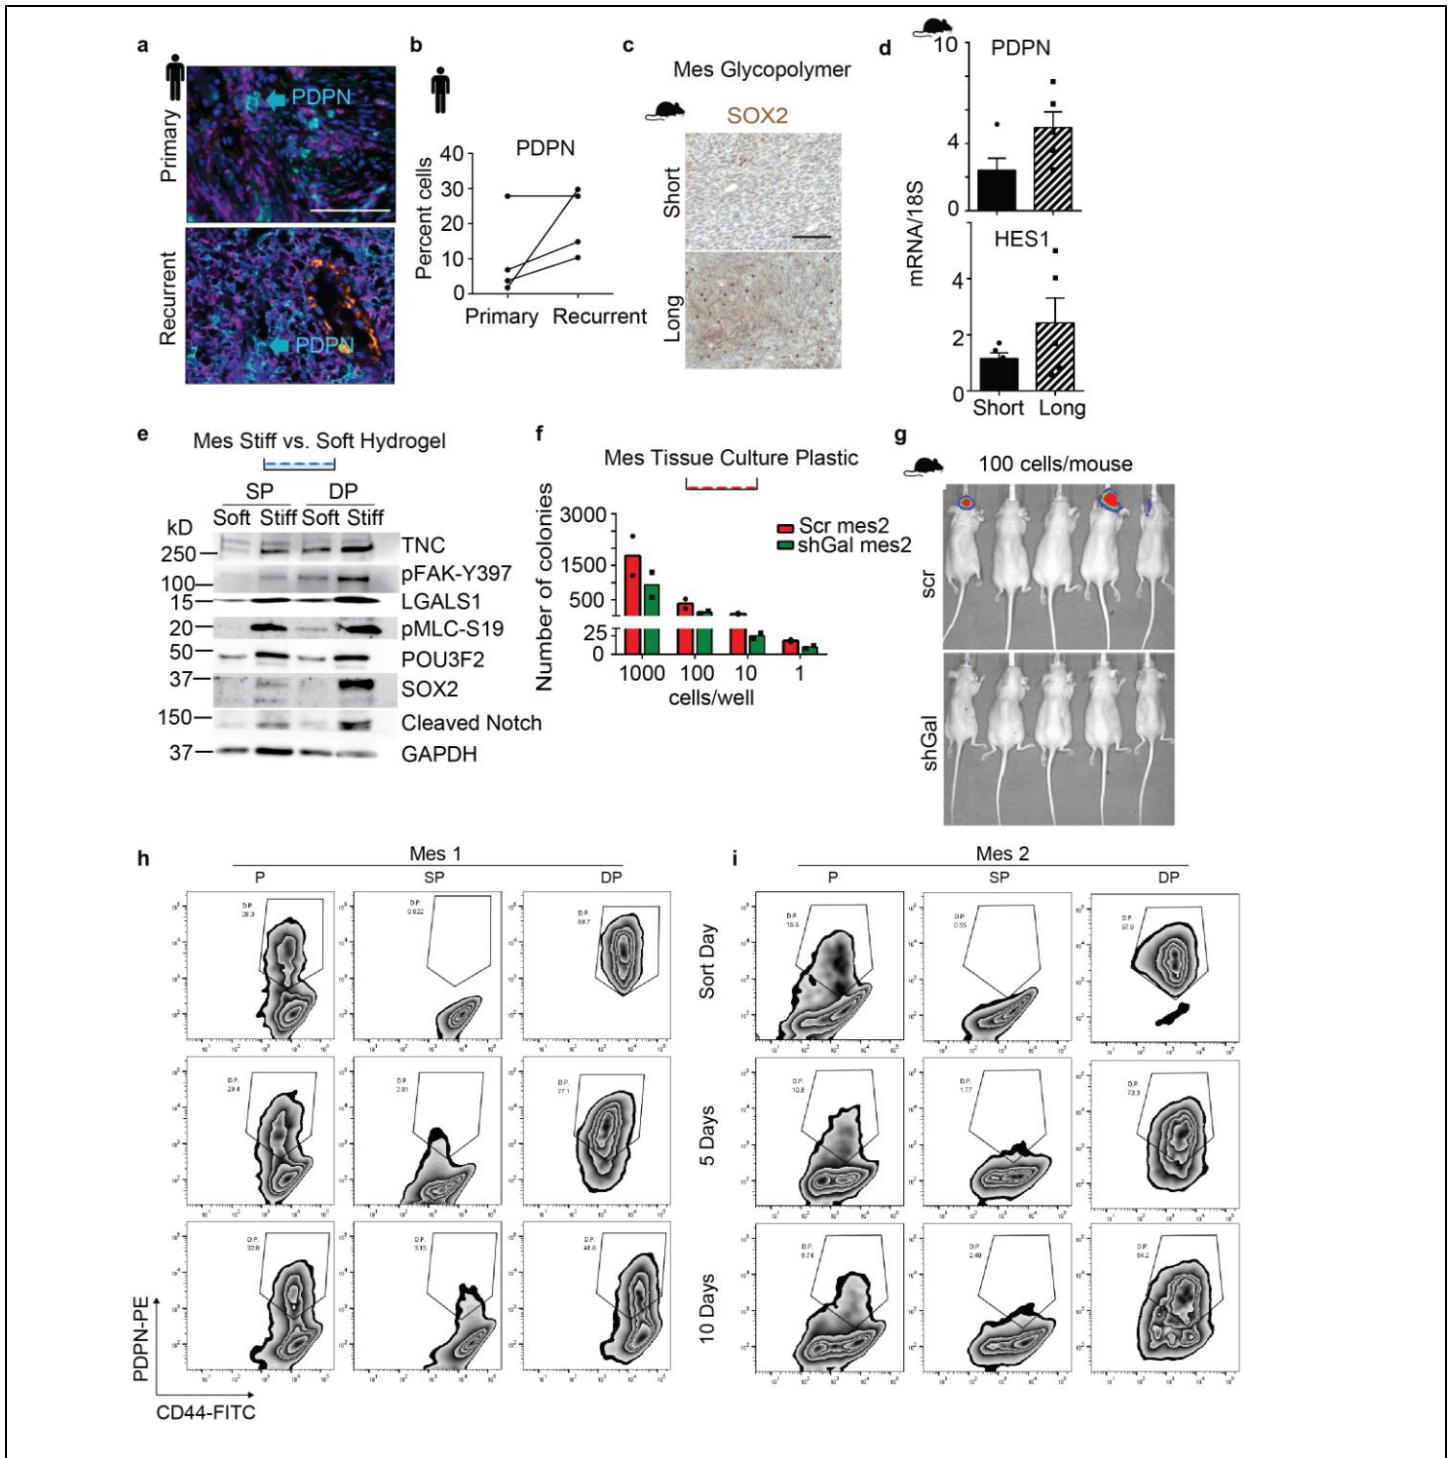 a
Primary
PDPN
Recurrent
PDPN
b
PDPN
Percent cells
40
30
20
10
0
Primary Recurrent
c
Mes Glycopolymer
SOX2
Short
Long
d
PDPN
10
4
0
mRNA/18S
HES1
4
2
0
Short Long
e
Mes Stiff vs. Soft Hydrogel
SP DP
kD Soft Stiff Soft Stiff
250 TNC
100 pFAK-Y397
15 LGALS1
20 pMLC-S19
50 POU3F2
37 SOX2
150 Cleaved Notch
37 GAPDH
f
Mes Tissue Culture Plastic
Number of colonies
3000
1500
500
25
0
Scr mes2
shGal mes2
1000 100 10 1
cells/well
g
100 cells/mouse
scr
shGal
h
Mes 1
P SP DP
i
Mes 2
P SP DP
Sort Day
5 Days
10 Days
PDPN-PE
CD44-FITC